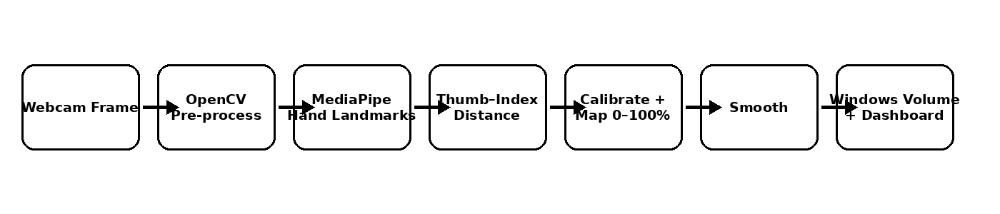 Webcam Frame
OpenCV
Pre-process
MediaPipe
Hand Landmarks
Thumb–Index
Distance
Calibrate +
Map 0–100%
Smooth
Windows Volume
+ Dashboard